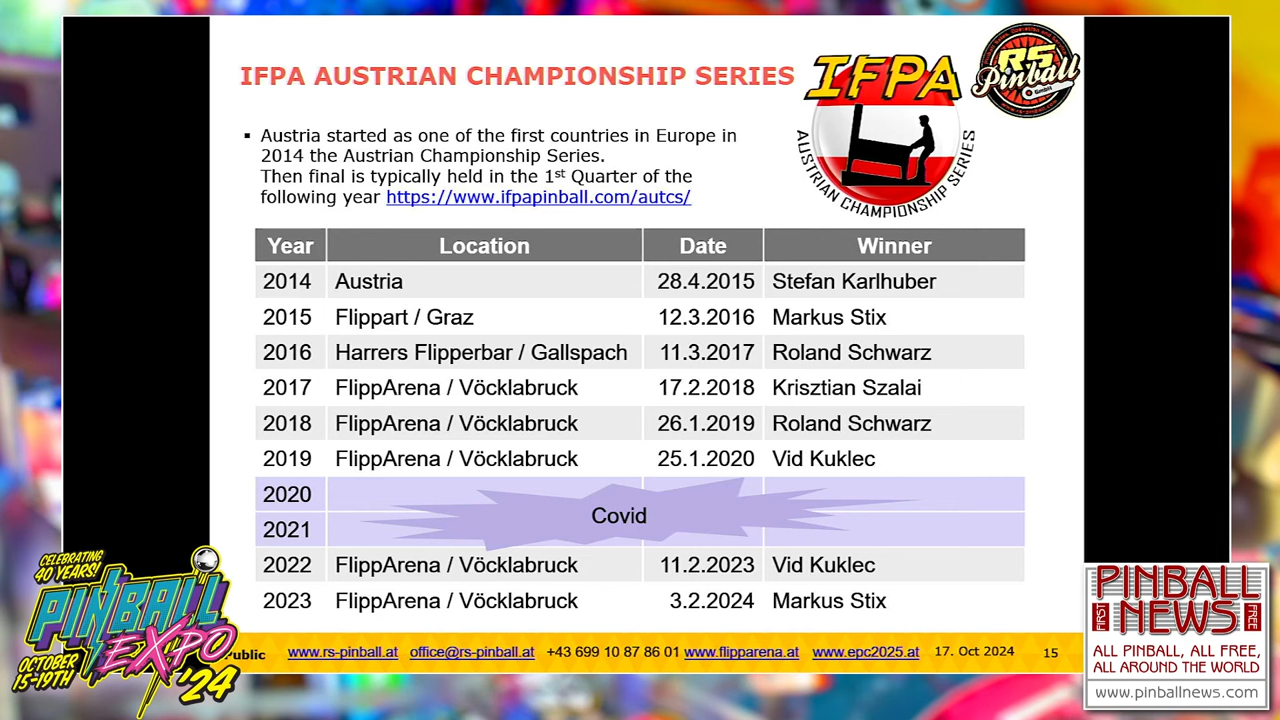 IFPA AUSTRIAN CHAMPIONSHIP SERIES
IFPA
AUSTRIAN CHAMPIONSHIP SERIES
RS
Pinball
GmbH
▪ Austria started as one of the first countries in Europe in
2014 the Austrian Championship Series.
Then final is typically held in the 1st Quarter of the
following year https://www.ifpapinball.com/autcs/
Year Location Date Winner
2014 Austria 28.4.2015 Stefan Karlhuber
2015 Flippart / Graz 12.3.2016 Markus Stix
2016 Harrers Flipperbar / Gallspach 11.3.2017 Roland Schwarz
2017 FlippArena / Vöcklabruck 17.2.2018 Krisztian Szalai
2018 FlippArena / Vöcklabruck 26.1.2019 Roland Schwarz
2019 FlippArena / Vöcklabruck 25.1.2020 Vid Kuklec
2020
Covid
2021
2022 FlippArena / Vöcklabruck 11.2.2023 Vid Kuklec
2023 FlippArena / Vöcklabruck 3.2.2024 Markus Stix
ublic www.rs-pinball.at office@rs-pinball.at +43 699 10 87 86 01 www.flipparena.at www.epc2025.at 17. Oct 2024 15
CELEBRATING
40 YEARS!
PINBALL
EXPO
OCTOBER
15-19TH
'24
PINBALL
FIRST NEWS FREE
ALL PINBALL, ALL FREE,
ALL AROUND THE WORLD
www.pinballnews.com